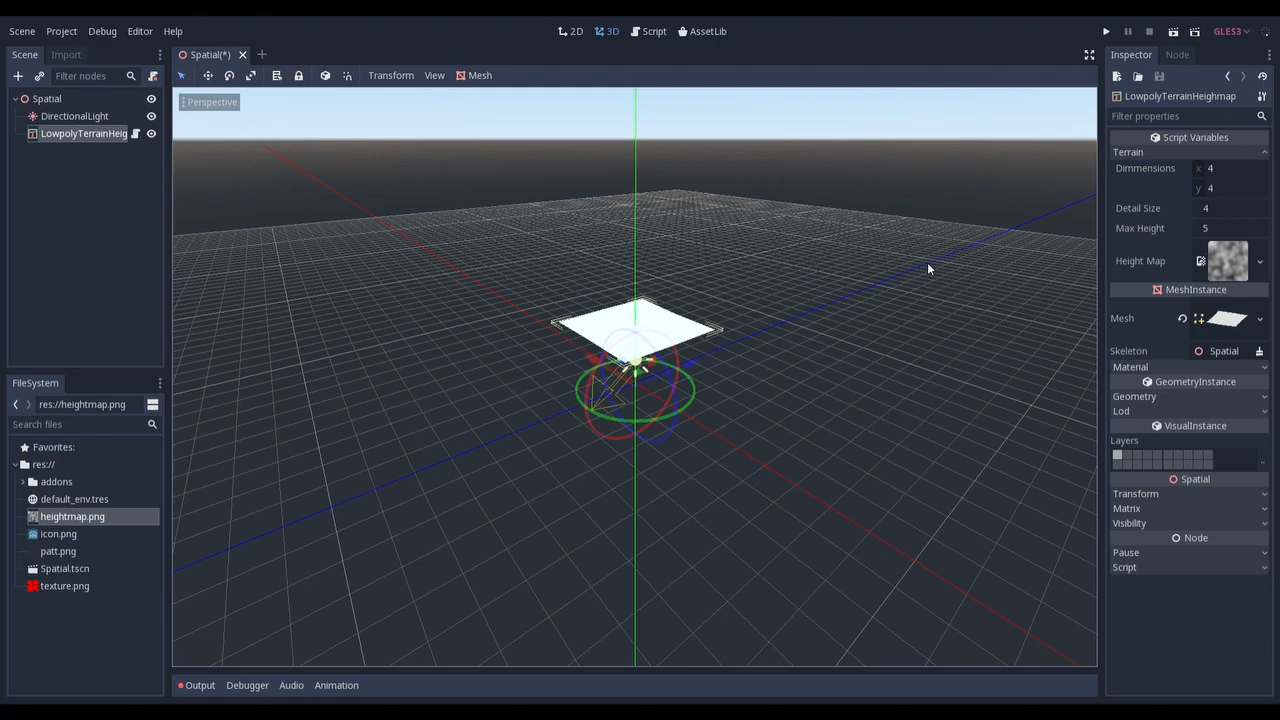 Scene Project Debug Editor Help
2D 3D Script AssetLib
GLES3
Scene Import
Filter nodes
Spatial
DirectionalLight
LowpolyTerrainHeig
FileSystem
res://heightmap.png
Search files
Favorites:
res://
addons
default_env.tres
heightmap.png
icon.png
patt.png
Spatial.tscn
texture.png
Spatial(*)
Transform View Mesh
Perspective
Output Debugger Audio Animation
Inspector Node
LowpolyTerrainHeighmap
Filter properties
Script Variables
Terrain
Dimmensions x 4
y 4
Detail Size 4
Max Height 5
Height Map
MeshInstance
Mesh
Skeleton Spatial
Material
GeometryInstance
Geometry
Lod
VisualInstance
Layers
..
Spatial
Transform
Matrix
Visibility
Node
Pause
Script